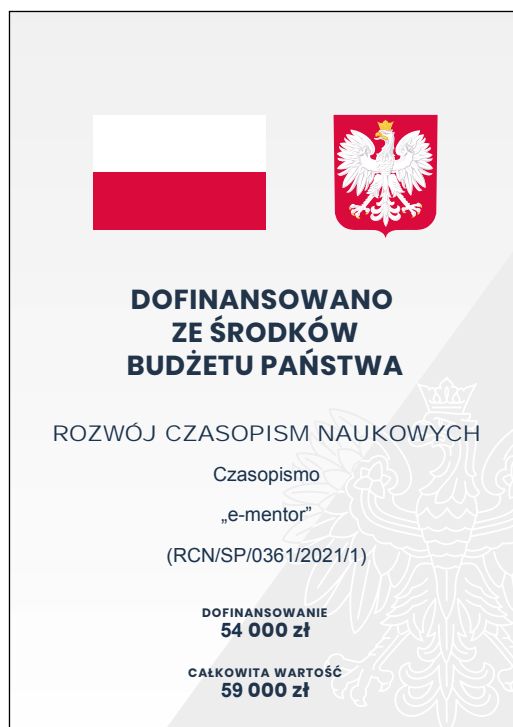 DOFINANSOWANO
ZE ŚRODKÓW
BUDŻETU PAŃSTWA
ROZWÓJ CZASOPISM NAUKOWYCH
Czasopismo
„e-mentor”
(RCN/SP/0361/2021/1)
DOFINANSOWANIE
54 000 zł
CAŁKOWITA WARTOŚĆ
59 000 zł